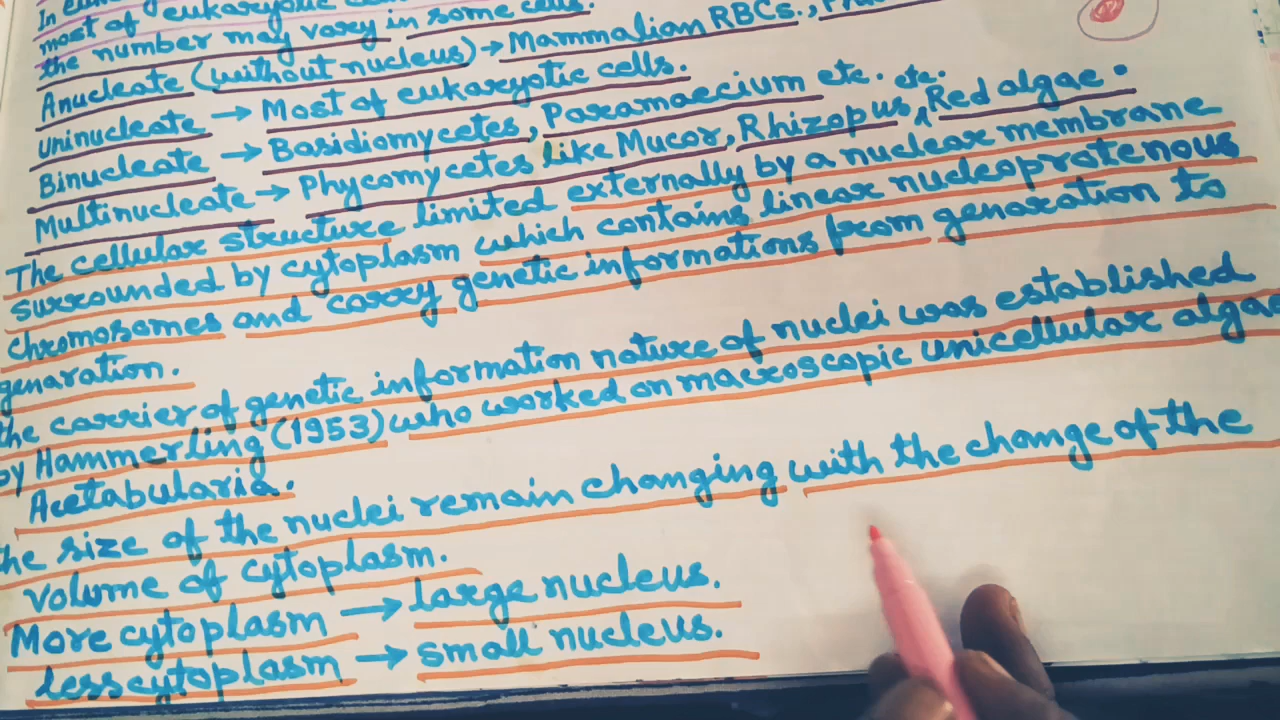 most of eukaryotic
the number may vary in some cells.
Anucleate (without nucleus) → Mammalian RBCs.,
Uninucleate → Most of eukaryotic cells.
Binucleate → Basidiomycetes, Paramaecium etc.
Multinucleate → Phycomycetes like Mucor, Rhizopus, Red algae. etc.
The cellular structure limited externally by a nuclear membrane
surrounded by cytoplasm which contains linear nucleoprotenous
chromosomes and carry genetic informations from genaration to
genaration.
the carrier of genetic information nature of nuclei was established
by Hammerling (1953) who worked on macroscopic unicellular algae
Acetabularia.
the size of the nuclei remain changing with the change of the
volume of cytoplasm.
More cytoplasm → large nucleus.
less cytoplasm → small nucleus.